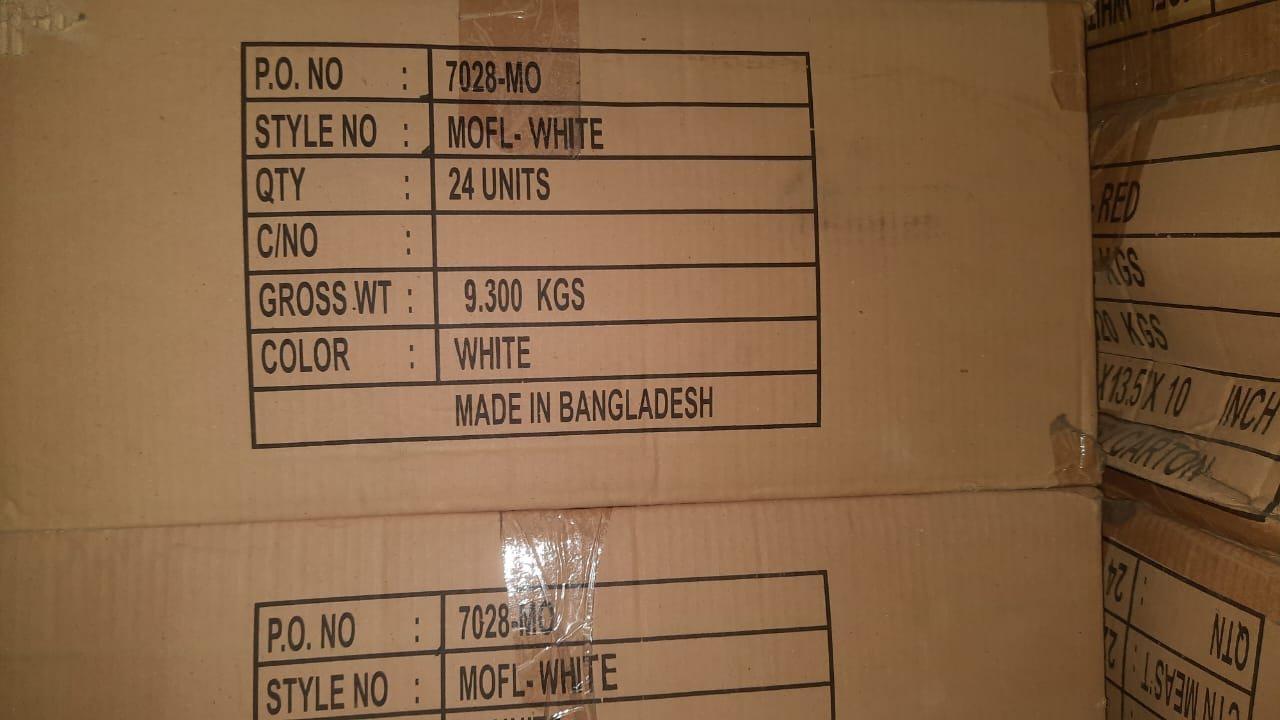 P.O. NO : 7028-MO
STYLE NO : MOFL- WHITE
QTY : 24 UNITS
C/NO :
GROSS WT : 9.300 KGS
COLOR : WHITE
MADE IN BANGLADESH
P.O. NO : 7028-MO
STYLE NO : MOFL- WHITE
RED
KGS
20 KGS
X 13.5'X 10 INCH
/CARTON
QTN : 24
CTN MEAS'T :